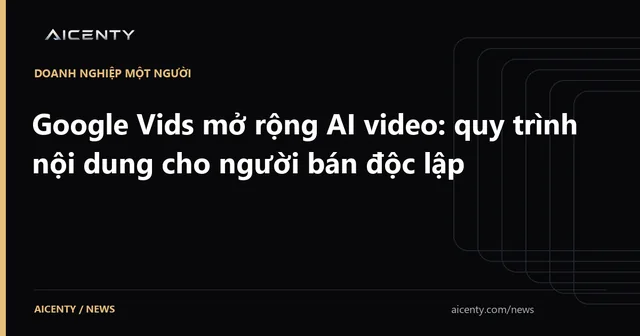 AICENTY
DOANH NGHIỆP MỘT NGƯỜI
Google Vids mở rộng AI video: quy trình
nội dung cho người bán độc lập
AICENTY / NEWS
aicenty.com/news